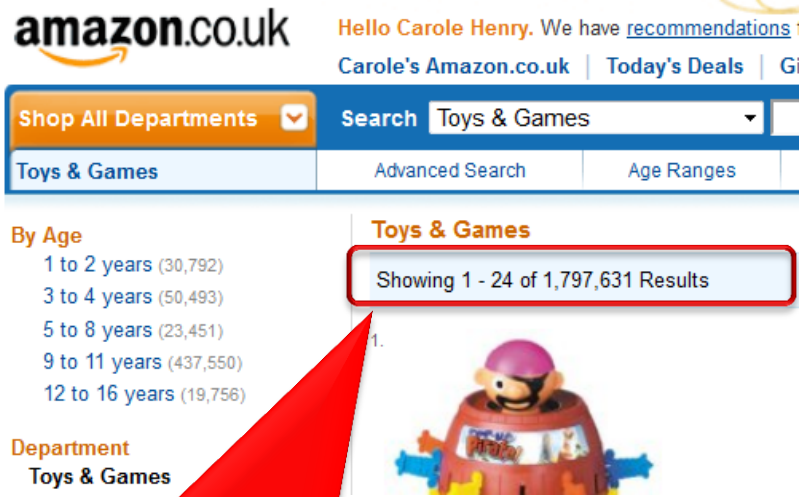 amazon.co.uk
Hello Carole Henry. We have recommendations
Carole's Amazon.co.uk | Today's Deals |
Shop All Departments
Search Toys & Games
Toys & Games
Advanced Search
Age Ranges
By Age
1 to 2 years (30,792)
3 to 4 years (50,493)
5 to 8 years (23,451)
9 to 11 years (437,550)
12 to 16 years (19,756)
Department
Toys & Games
Toys & Games
Showing 1 - 24 of 1,797,631 Results
1.
Pirate